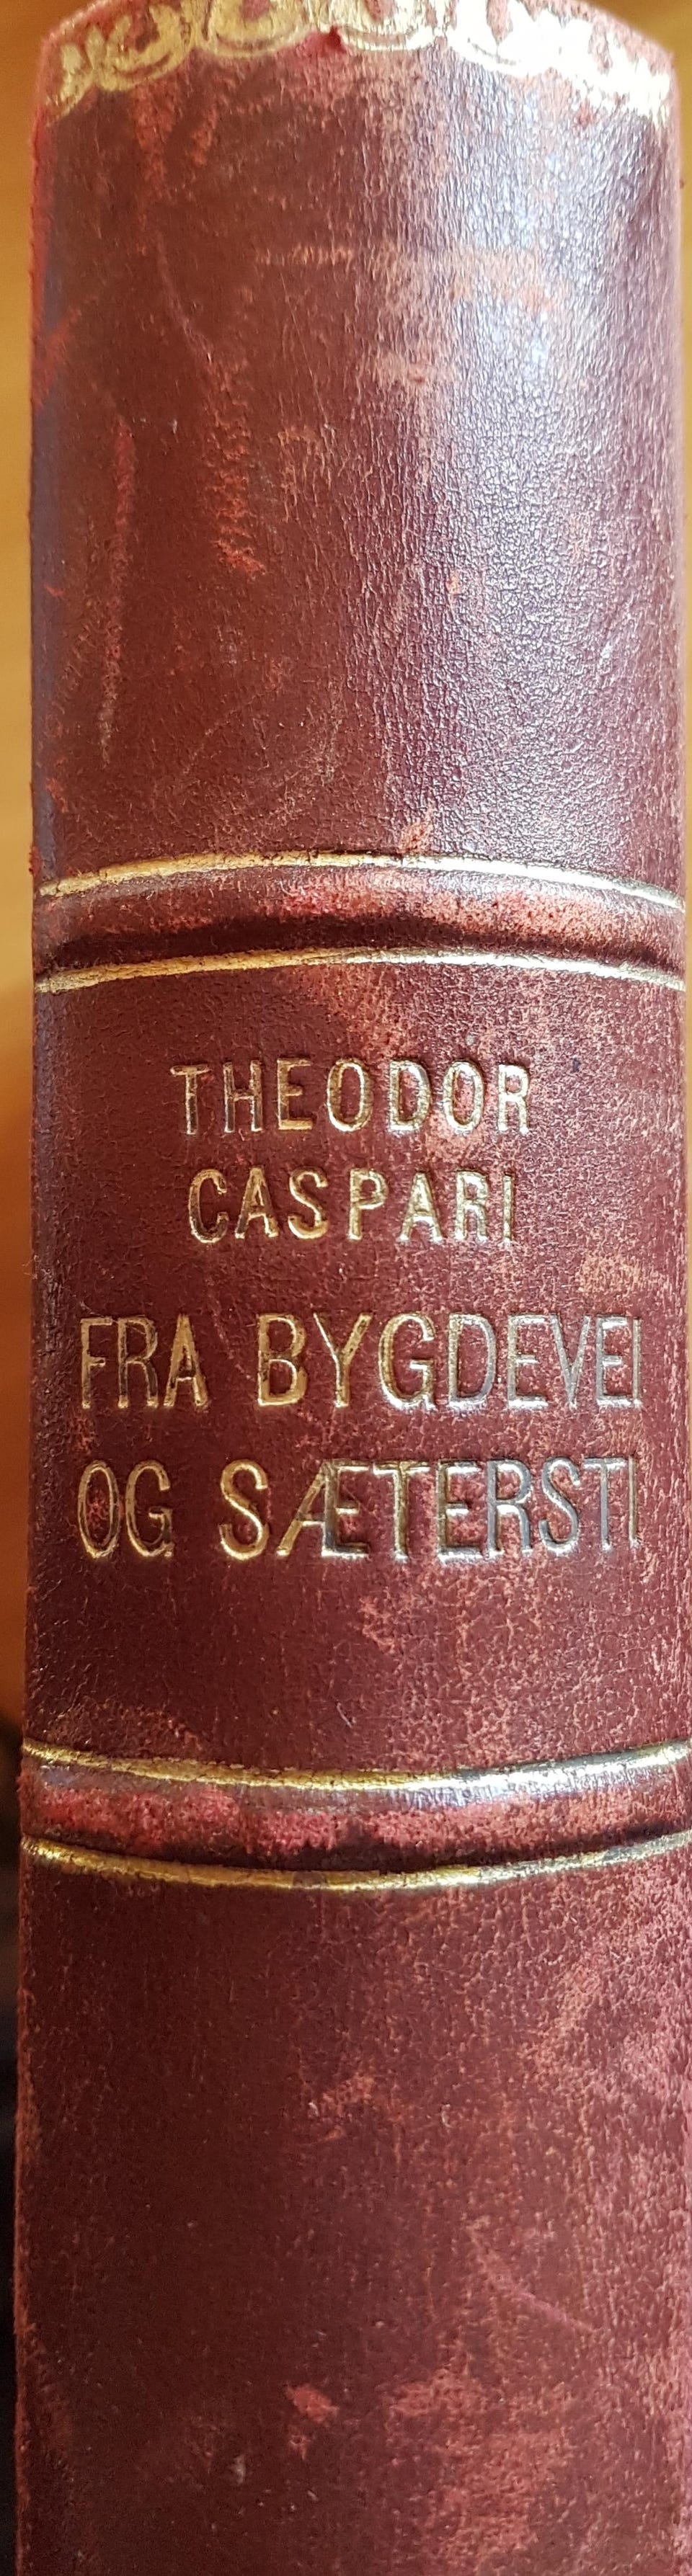 THEODOR
CASPARI
FRA BYGDEVEI
OG SÆTERSTI